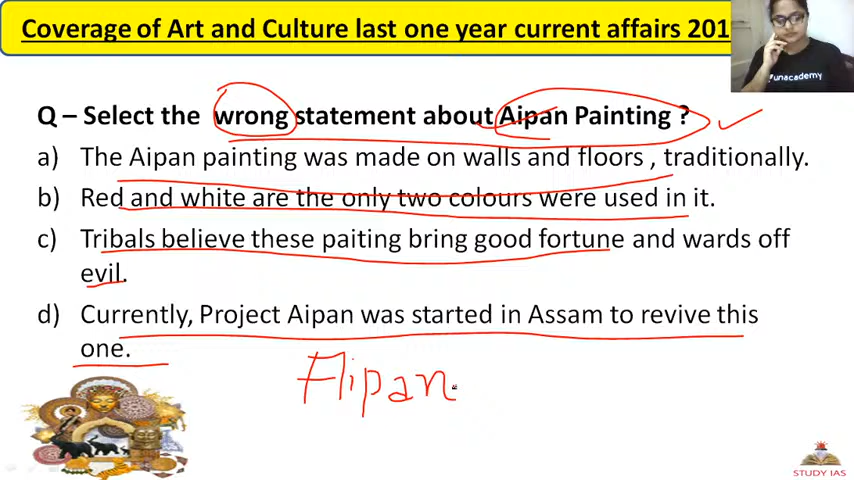 Coverage of Art and Culture last one year current affairs 201
#unacademy
Q – Select the wrong statement about Aipan Painting ?
a) The Aipan painting was made on walls and floors , traditionally.
b) Red and white are the only two colours were used in it.
c) Tribals believe these paiting bring good fortune and wards off
evil.
d) Currently, Project Aipan was started in Assam to revive this
one.
Aipan
STUDY IAS